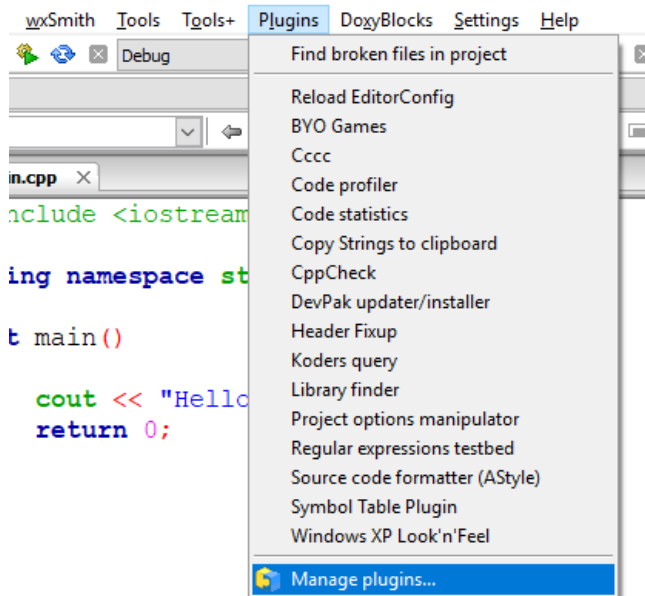 wxSmith Tools Tools+ Plugins DoxyBlocks Settings Help
Debug
Find broken files in project
Reload EditorConfig
BYO Games
Cccc
Code profiler
Code statistics
Copy Strings to clipboard
CppCheck
DevPak updater/installer
Header Fixup
Koders query
Library finder
Project options manipulator
Regular expressions testbed
Source code formatter (AStyle)
Symbol Table Plugin
Windows XP Look'n'Feel
Manage plugins...
in.cpp
nclude <iostream
ing namespace st
t main()
cout << "Hello
return 0;